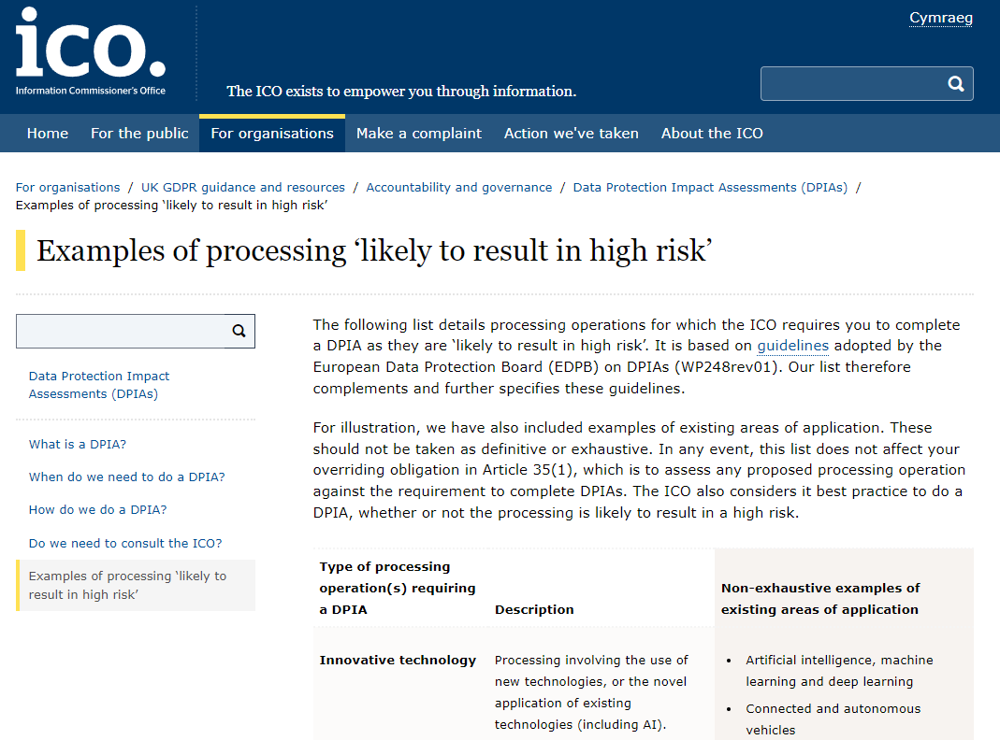 Cymraeg
ico.
Information Commissioner's Office
The ICO exists to empower you through information.
Home For the public For organisations Make a complaint Action we've taken About the ICO
For organisations / UK GDPR guidance and resources / Accountability and governance / Data Protection Impact Assessments (DPIAs) /
Examples of processing ‘likely to result in high risk’
Examples of processing ‘likely to result in high risk’
Data Protection Impact
Assessments (DPIAs)
What is a DPIA?
When do we need to do a DPIA?
How do we do a DPIA?
Do we need to consult the ICO?
Examples of processing ‘likely to
result in high risk’
The following list details processing operations for which the ICO requires you to complete
a DPIA as they are ‘likely to result in high risk’. It is based on guidelines adopted by the
European Data Protection Board (EDPB) on DPIAs (WP248rev01). Our list therefore
complements and further specifies these guidelines.
For illustration, we have also included examples of existing areas of application. These
should not be taken as definitive or exhaustive. In any event, this list does not affect your
overriding obligation in Article 35(1), which is to assess any proposed processing operation
against the requirement to complete DPIAs. The ICO also considers it best practice to do a
DPIA, whether or not the processing is likely to result in a high risk.
Type of processing
operation(s) requiring
a DPIA
Description
Non-exhaustive examples of
existing areas of application
Innovative technology
Processing involving the use of
new technologies, or the novel
application of existing
technologies (including AI).
• Artificial intelligence, machine
learning and deep learning
• Connected and autonomous
vehicles